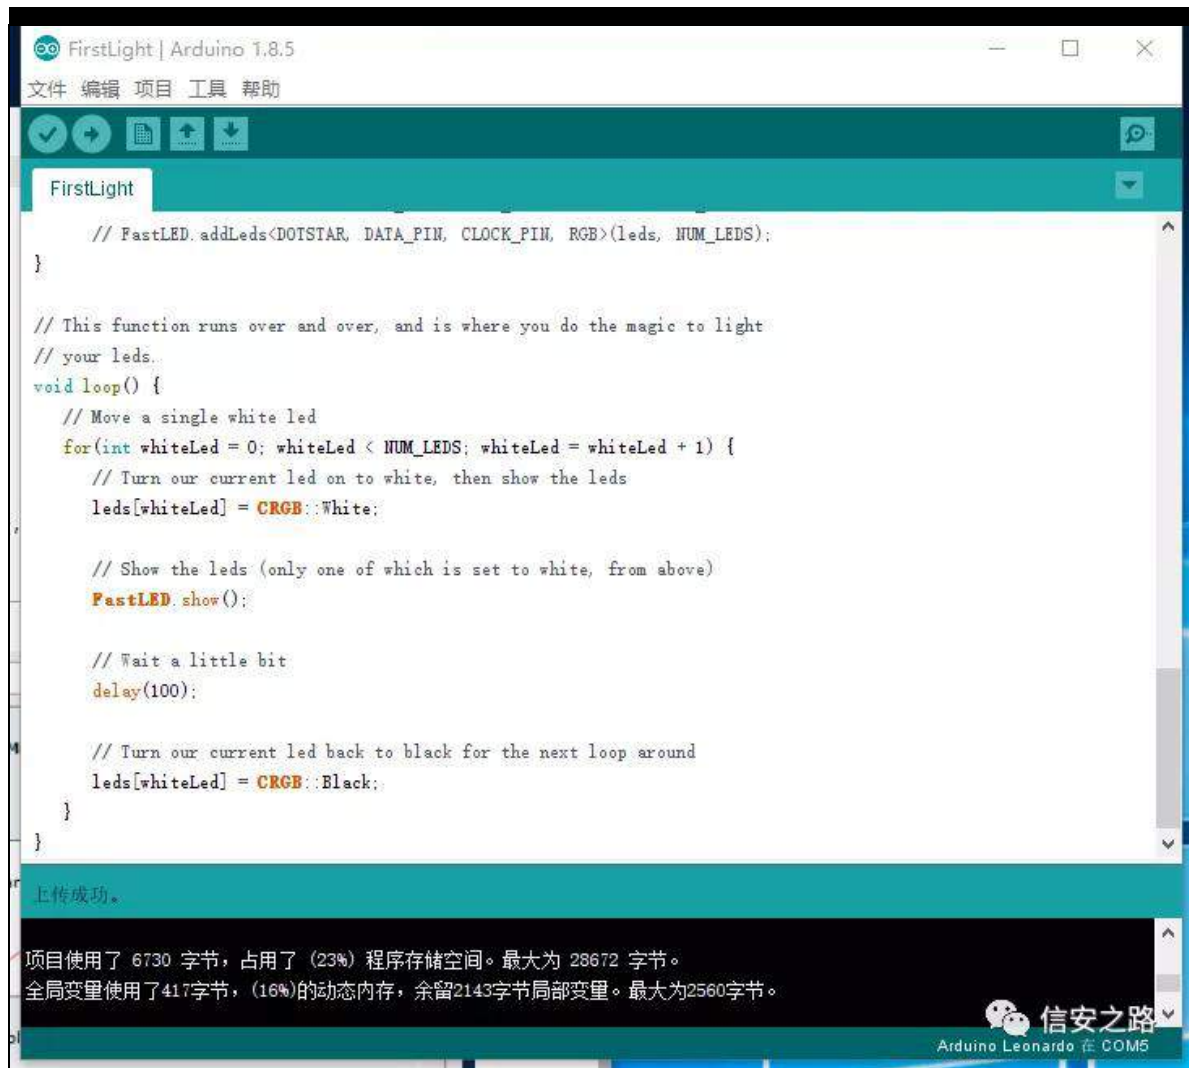 FirstLight | Arduino 1.8.5
文件 编辑 项目 工具 帮助
FirstLight
// FastLED.addLeds<DOTSTAR, DATA_PIN, CLOCK_PIN, RGB>(leds, NUM_LEDS);
}
// This function runs over and over, and is where you do the magic to light
// your leds.
void loop() {
// Move a single white led
for(int whiteLed = 0; whiteLed < NUM_LEDS; whiteLed = whiteLed + 1) {
// Turn our current led on to white, then show the leds
leds[whiteLed] = CRGB::White;
// Show the leds (only one of which is set to white, from above)
FastLED.show();
// Wait a little bit
delay(100);
// Turn our current led back to black for the next loop around
leds[whiteLed] = CRGB::Black;
}
}
上传成功。
项目使用了 6730 字节，占用了 (23%) 程序存储空间。最大为 28672 字节。
全局变量使用了417字节，(16%)的动态内存，余留2143字节局部变量。最大为2560字节。
信安之路
Arduino Leonardo 在 COM5